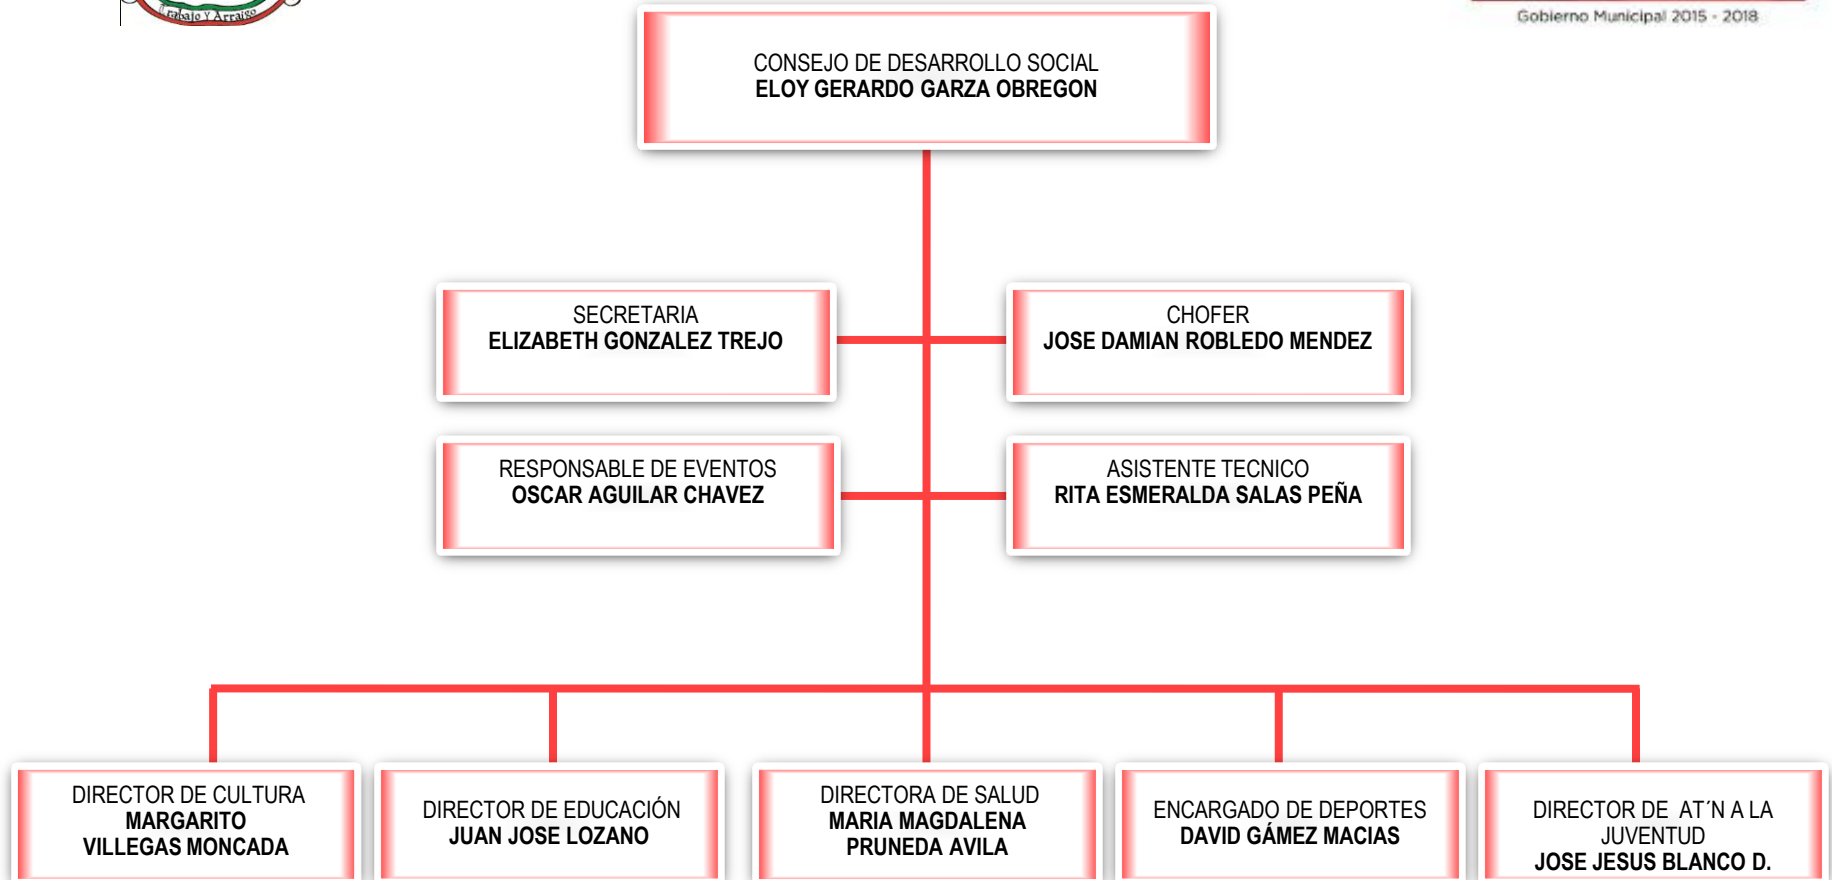 Trabajo Y Arraigo
Gobierno Municipal 2015 - 2018
CONSEJO DE DESARROLLO SOCIAL
ELOY GERARDO GARZA OBREGON
SECRETARIA
ELIZABETH GONZALEZ TREJO
CHOFER
JOSE DAMIAN ROBLEDO MENDEZ
RESPONSABLE DE EVENTOS
OSCAR AGUILAR CHAVEZ
ASISTENTE TECNICO
RITA ESMERALDA SALAS PEÑA
DIRECTOR DE CULTURA
MARGARITO
VILLEGAS MONCADA
DIRECTOR DE EDUCACIÓN
JUAN JOSE LOZANO
DIRECTORA DE SALUD
MARIA MAGDALENA
PRUNEDA AVILA
ENCARGADO DE DEPORTES
DAVID GÁMEZ MACIAS
DIRECTOR DE AT´N A LA
JUVENTUD
JOSE JESUS BLANCO D.